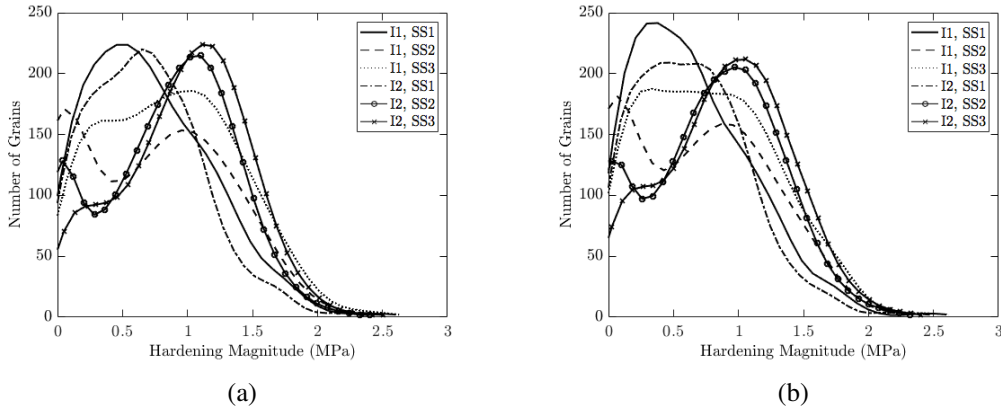 250
200
150
100
50
0
Number of Grains
0 0.5 1 1.5 2 2.5 3
Hardening Magnitude (MPa)
I1, SS1
I1, SS2
I1, SS3
I2, SS1
I2, SS2
I2, SS3
(a)
250
200
150
100
50
0
Number of Grains
0 0.5 1 1.5 2 2.5 3
Hardening Magnitude (MPa)
I1, SS1
I1, SS2
I1, SS3
I2, SS1
I2, SS2
I2, SS3
(b)